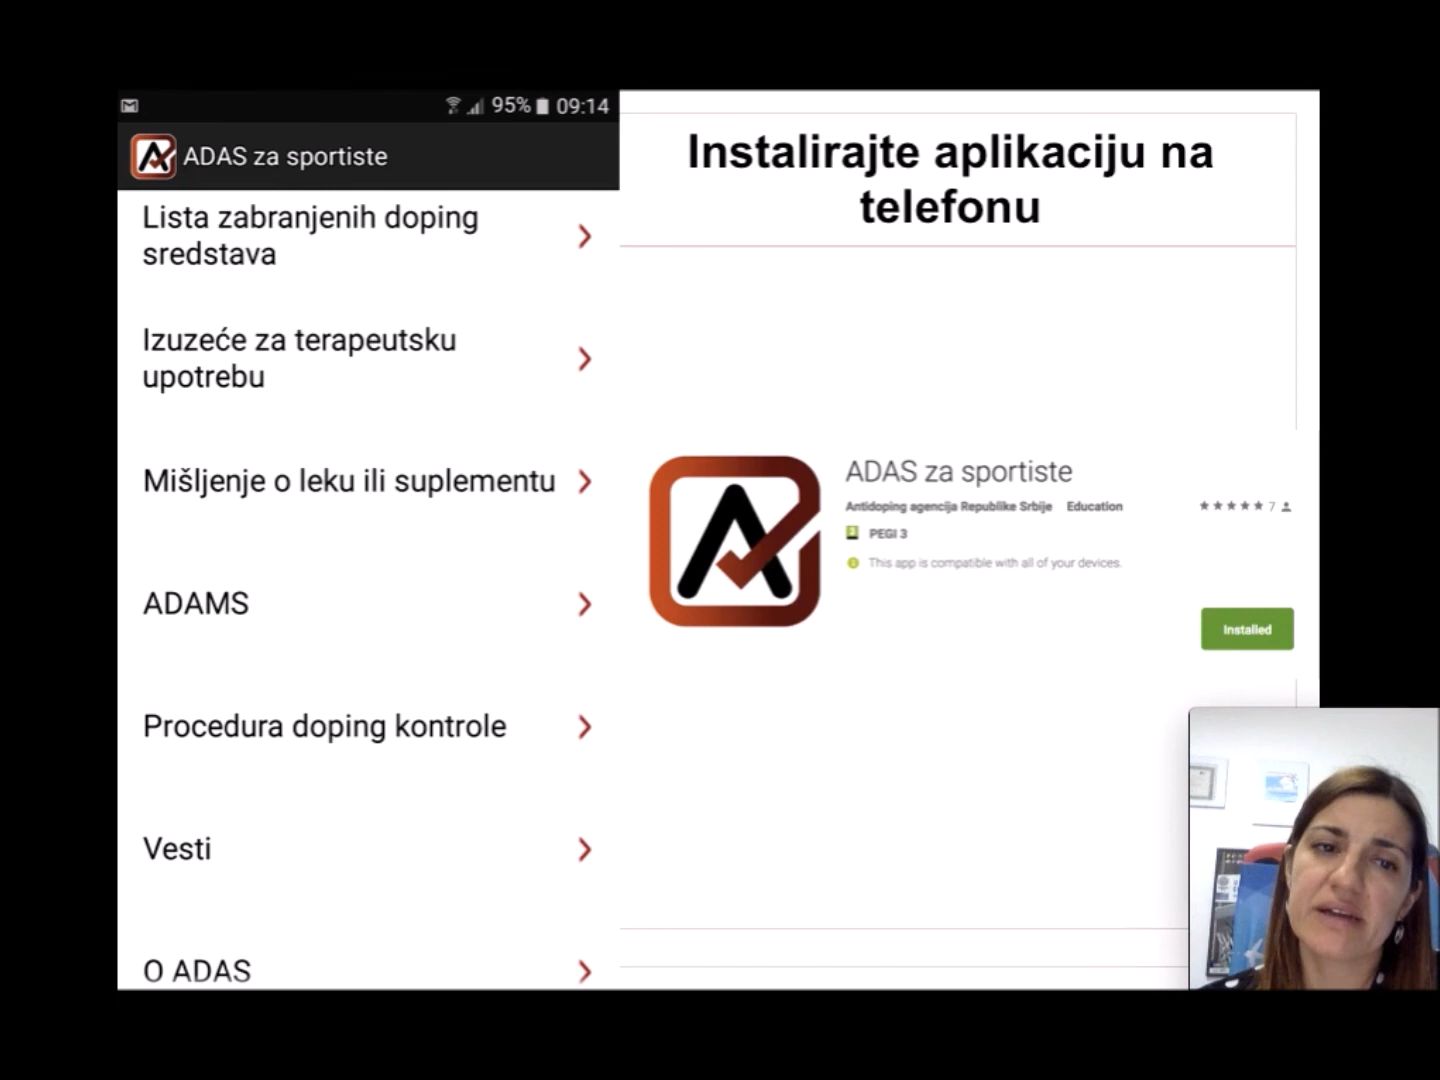 95% 09:14
ADAS za sportiste
Lista zabranjenih doping
sredstava
Izuzeće za terapeutsku
upotrebu
Mišljenje o leku ili suplementu
ADAMS
Procedura doping kontrole
Vesti
O ADAS
Instalirajte aplikaciju na
telefonu
ADAS za sportiste
Antidoping agencija Republike Srbije Education
7
PEGI 3
This app is compatible with all of your devices.
Installed